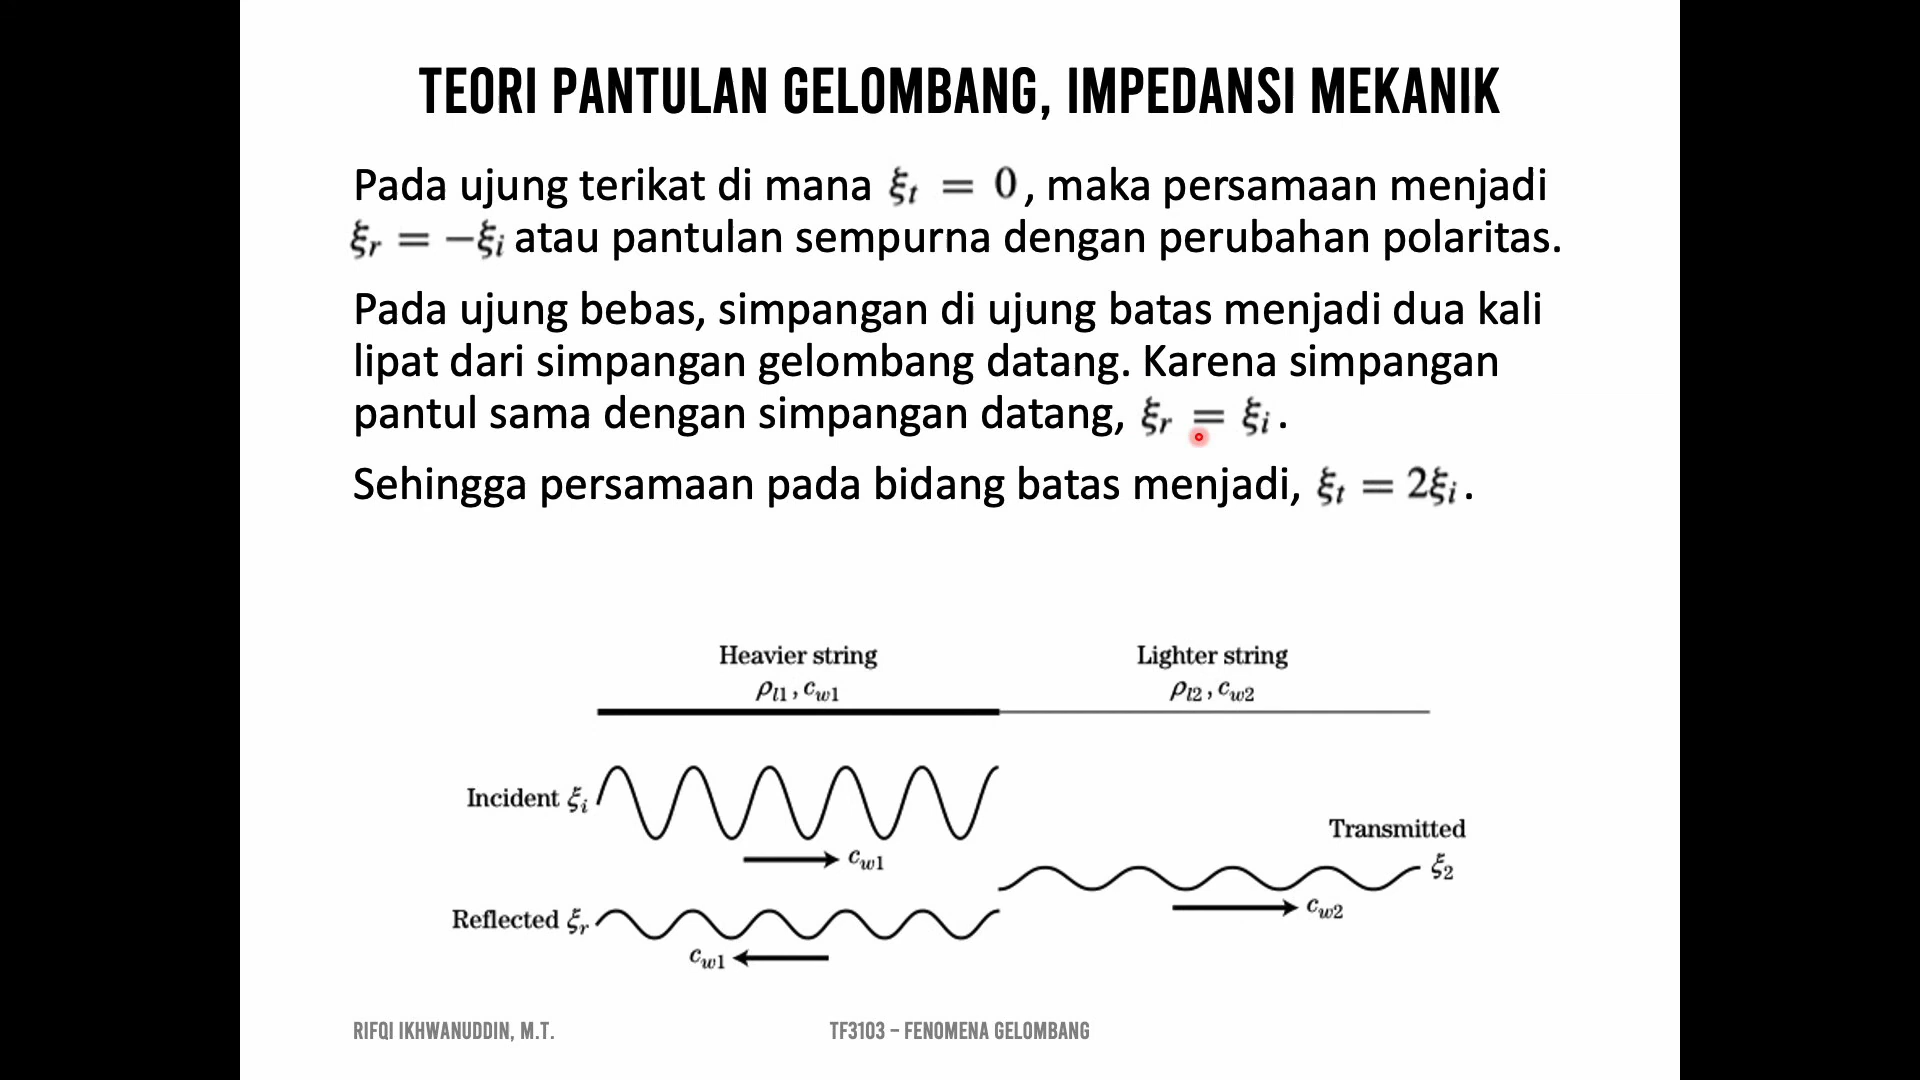 TEORI PANTULAN GELOMBANG, IMPEDANSI MEKANIK
Pada ujung terikat di mana ξₜ = 0, maka persamaan menjadi
ξᵣ = −ξᵢ atau pantulan sempurna dengan perubahan polaritas.
Pada ujung bebas, simpangan di ujung batas menjadi dua kali
lipat dari simpangan gelombang datang. Karena simpangan
pantul sama dengan simpangan datang, ξᵣ = ξᵢ.
Sehingga persamaan pada bidang batas menjadi, ξₜ = 2ξᵢ.
Heavier string
ρl1, cw1
Lighter string
ρl2, cw2
Incident ξᵢ
cw1
Transmitted
ξ₂
cw2
Reflected ξᵣ
cw1
RIFQI IKHWANUDDIN, M.T.
TF3103 – FENOMENA GELOMBANG